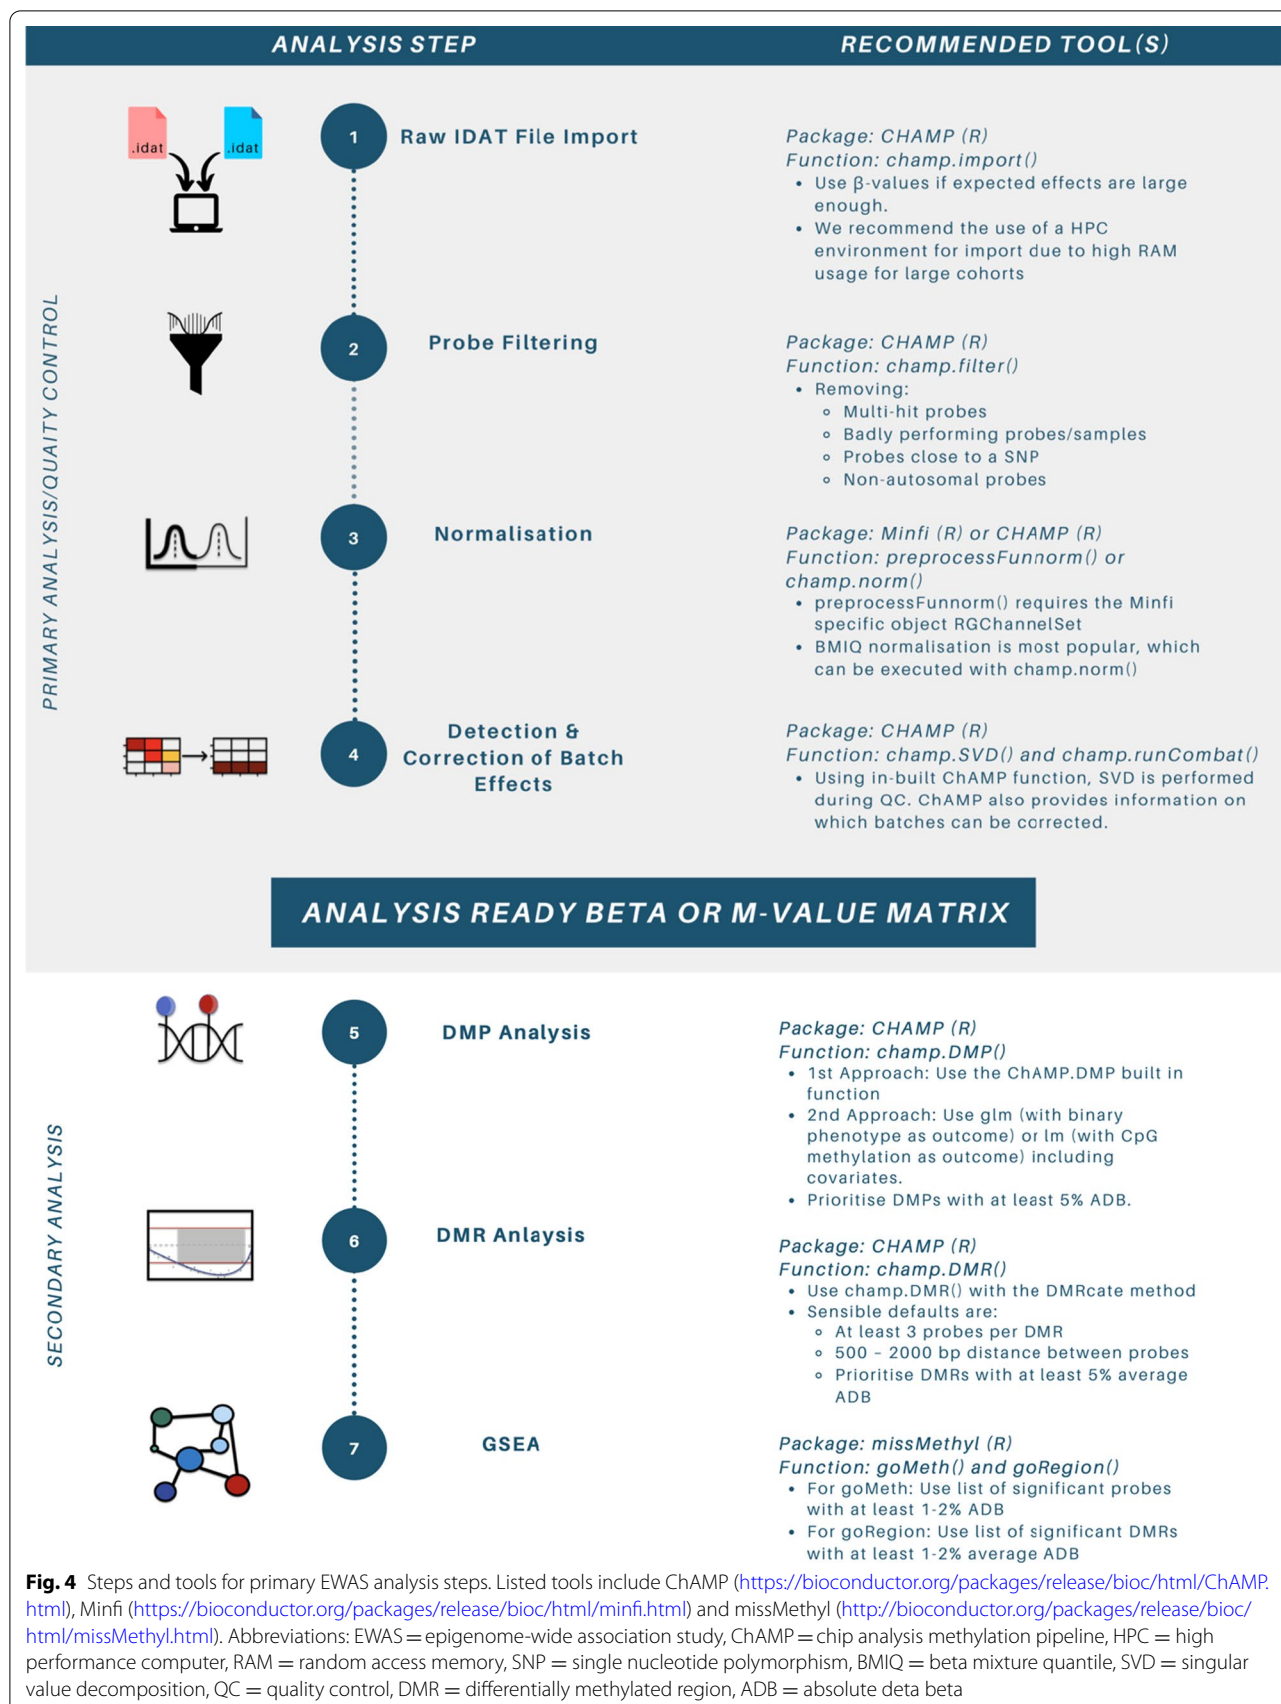 ANALYSIS STEP
RECOMMENDED TOOL(S)
PRIMARY ANALYSIS/QUAITY CONTROL
.idat
.idat
1
Raw IDAT File Import
Package: CHAMP (R)
Function: champ.import()
• Use β-values if expected effects are large
enough.
• We recommend the use of a HPC
environment for import due to high RAM
usage for large cohorts
2
Probe Filtering
Package: CHAMP (R)
Function: champ.filter()
• Removing:
◦ Multi-hit probes
◦ Badly performing probes/samples
◦ Probes close to a SNP
◦ Non-autosomal probes
3
Normalisation
Package: Minfi (R) or CHAMP (R)
Function: preprocessFunnorm() or
champ.norm()
• preprocessFunnorm() requires the Minfi
specific object RGChannelSet
• BMIQ normalisation is most popular, which
can be executed with champ.norm()
4
Detection &
Correction of Batch
Effects
Package: CHAMP (R)
Function: champ.SVD() and champ.runCombat()
• Using in-built ChAMP function, SVD is performed
during QC. ChAMP also provides information on
which batches can be corrected.
ANALYSIS READY BETA OR M-VALUE MATRIX
SECONDARY ANALYSIS
5
DMP Analysis
Package: CHAMP (R)
Function: champ.DMP()
• 1st Approach: Use the ChAMP.DMP built in
function
• 2nd Approach: Use glm (with binary
phenotype as outcome) or lm (with CpG
methylation as outcome) including
covariates.
• Prioritise DMPs with at least 5% ADB.
6
DMR Anlaysis
Package: CHAMP (R)
Function: champ.DMR()
• Use champ.DMR() with the DMRcate method
• Sensible defaults are:
◦ At least 3 probes per DMR
◦ 500 – 2000 bp distance between probes
◦ Prioritise DMRs with at least 5% average
ADB
7
GSEA
Package: missMethyl (R)
Function: goMeth() and goRegion()
• For goMeth: Use list of significant probes
with at least 1-2% ADB
• For goRegion: Use list of significant DMRs
with at least 1-2% average ADB
Fig. 4 Steps and tools for primary EWAS analysis steps. Listed tools include ChAMP (https://bioconductor.org/packages/release/bioc/html/ChAMP.
html), Minfi (https://bioconductor.org/packages/release/bioc/html/minfi.html) and missMethyl (http://bioconductor.org/packages/release/bioc/
html/missMethyl.html). Abbreviations: EWAS = epigenome-wide association study, ChAMP = chip analysis methylation pipeline, HPC = high
performance computer, RAM = random access memory, SNP = single nucleotide polymorphism, BMIQ = beta mixture quantile, SVD = singular
value decomposition, QC = quality control, DMR = differentially methylated region, ADB = absolute deta beta